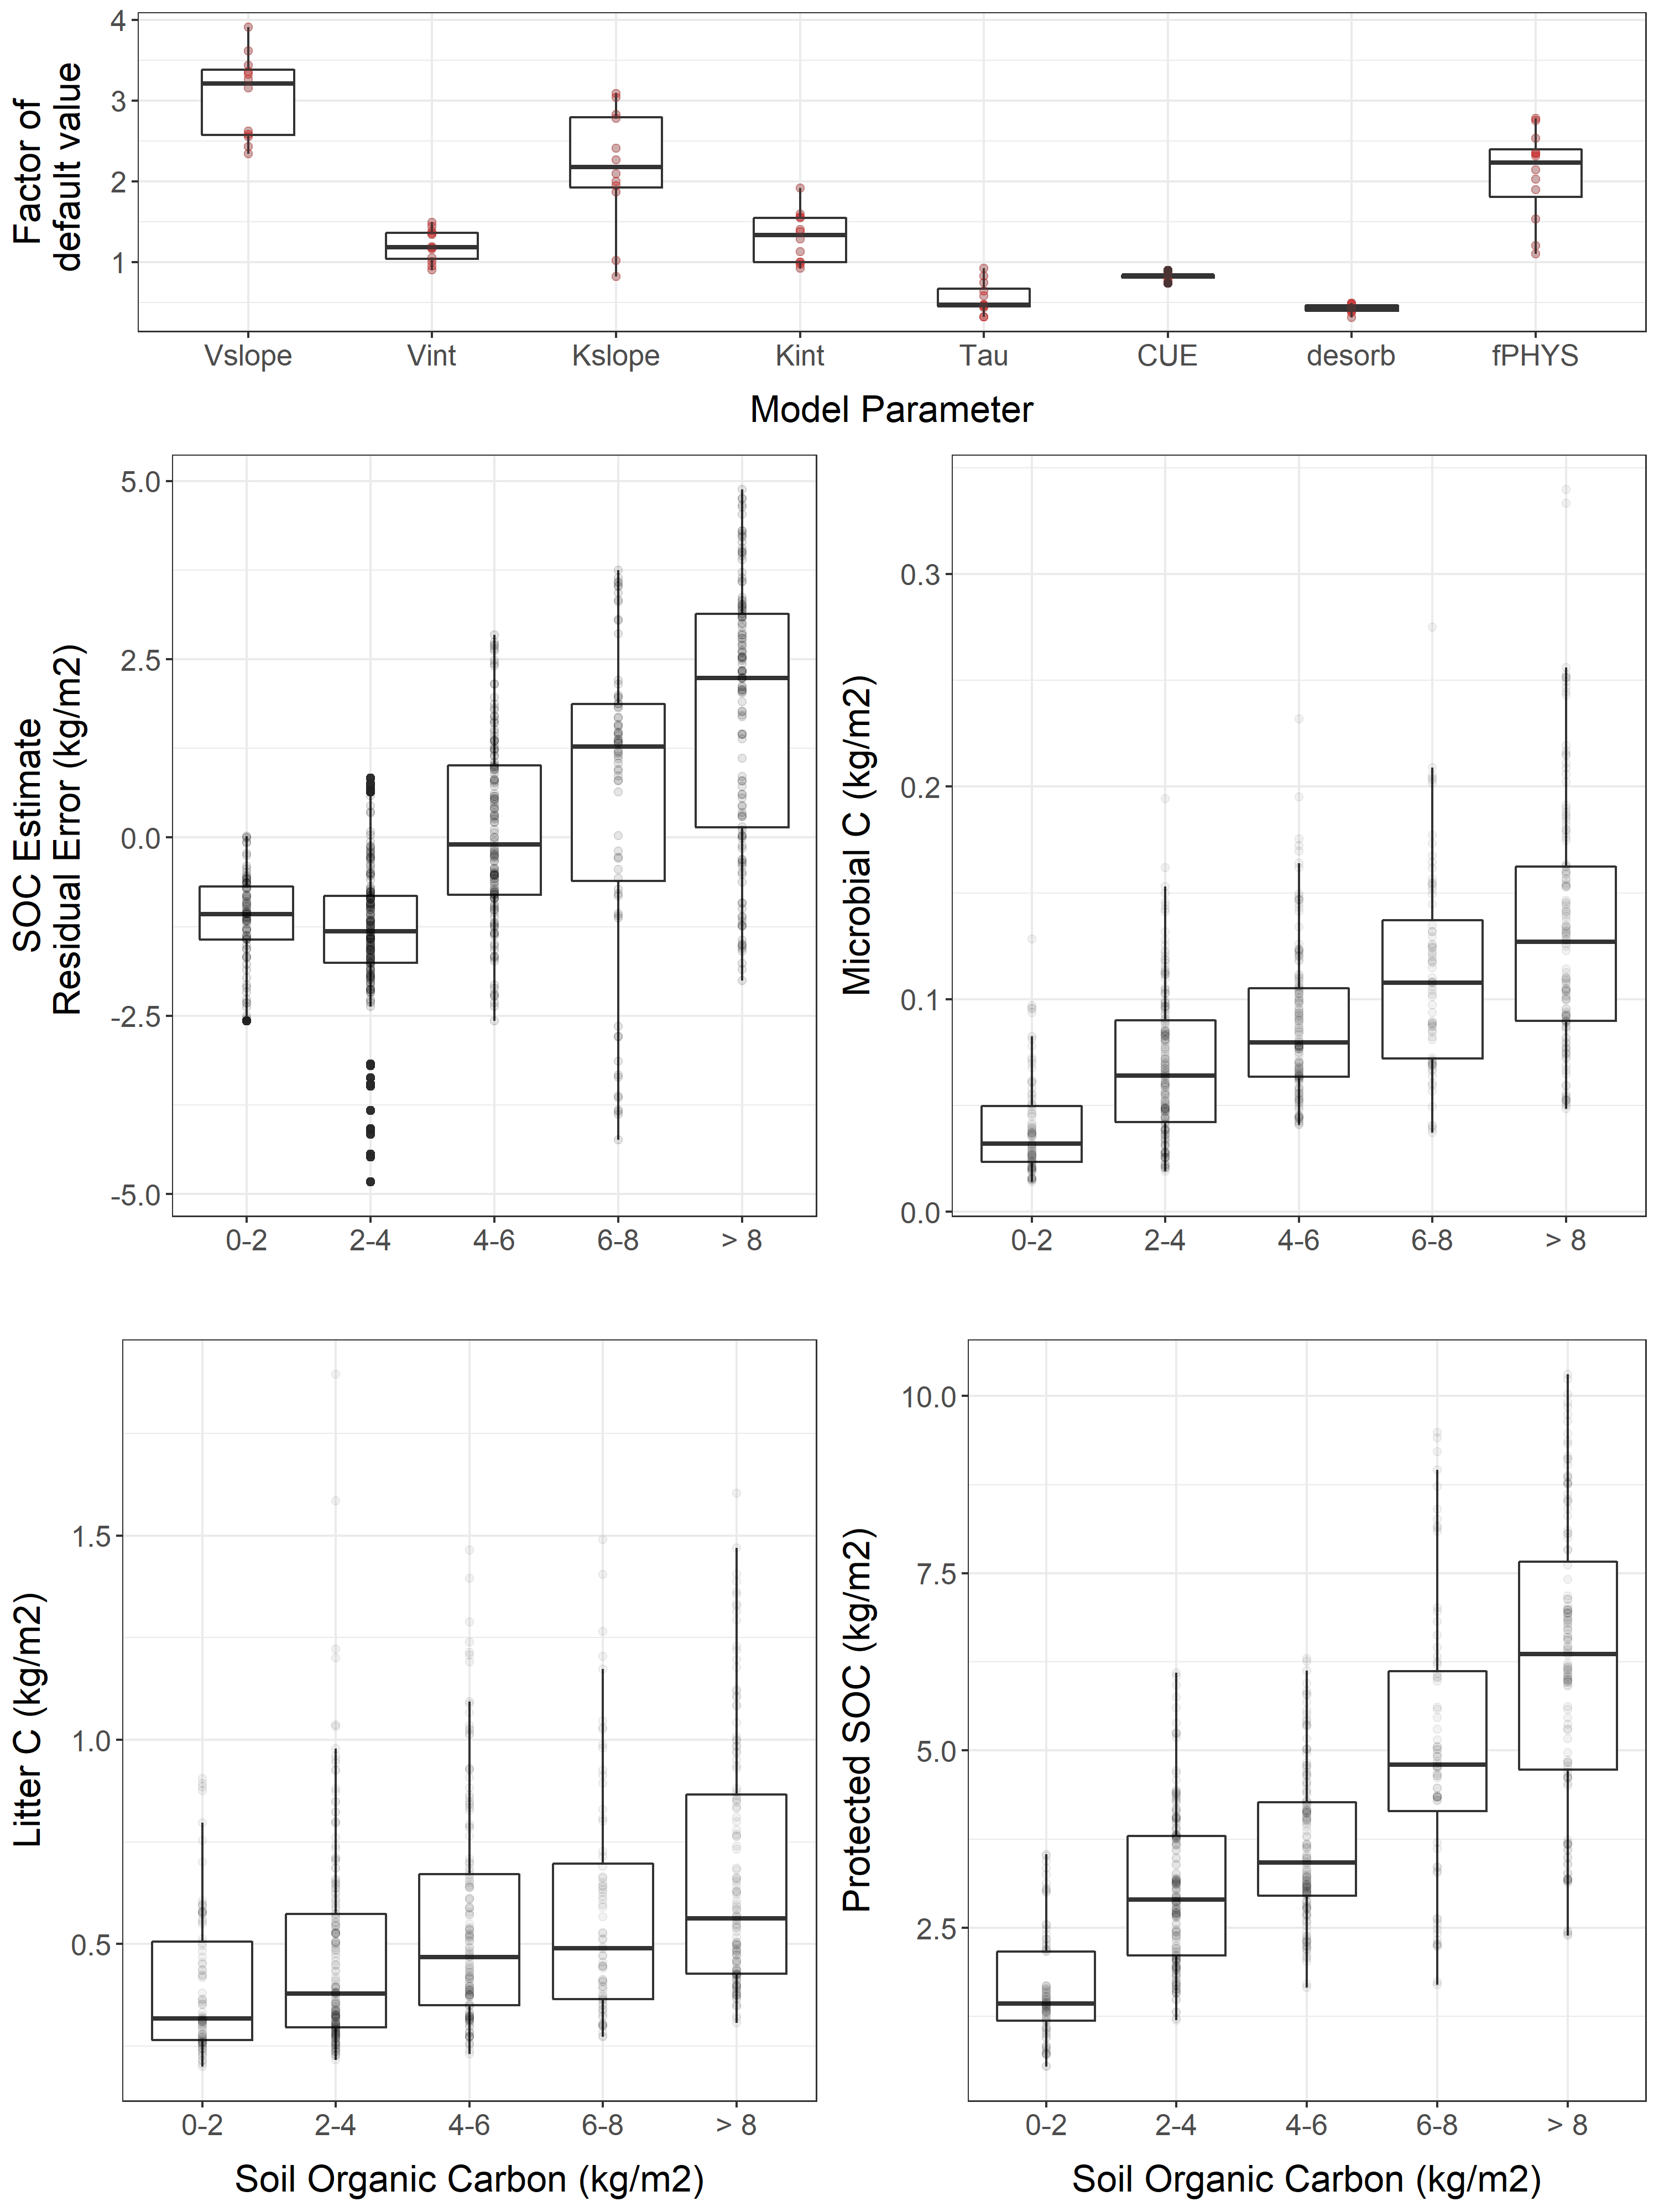 Factor of
default value
4
3
2
1
Vslope Vint Kslope Kint Tau CUE desorb fPHYS
Model Parameter
SOC Estimate
Residual Error (kg/m2)
5.0
2.5
0.0
-2.5
-5.0
0-2 2-4 4-6 6-8 > 8
Microbial C (kg/m2)
0.3
0.2
0.1
0.0
0-2 2-4 4-6 6-8 > 8
Litter C (kg/m2)
1.5
1.0
0.5
0-2 2-4 4-6 6-8 > 8
Soil Organic Carbon (kg/m2)
Protected SOC (kg/m2)
10.0
7.5
5.0
2.5
0-2 2-4 4-6 6-8 > 8
Soil Organic Carbon (kg/m2)